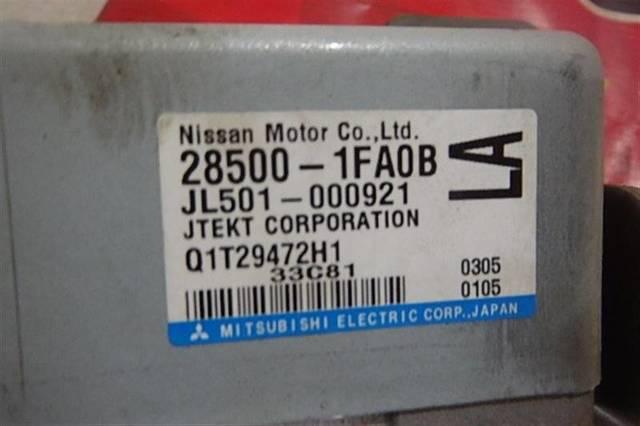 Nissan Motor Co.,Ltd.
28500-1FA0B
LA
JL501-000921
JTEKT CORPORATION
Q1T29472H1
33C81
0305
0105
MITSUBISHI ELECTRIC CORP.,JAPAN